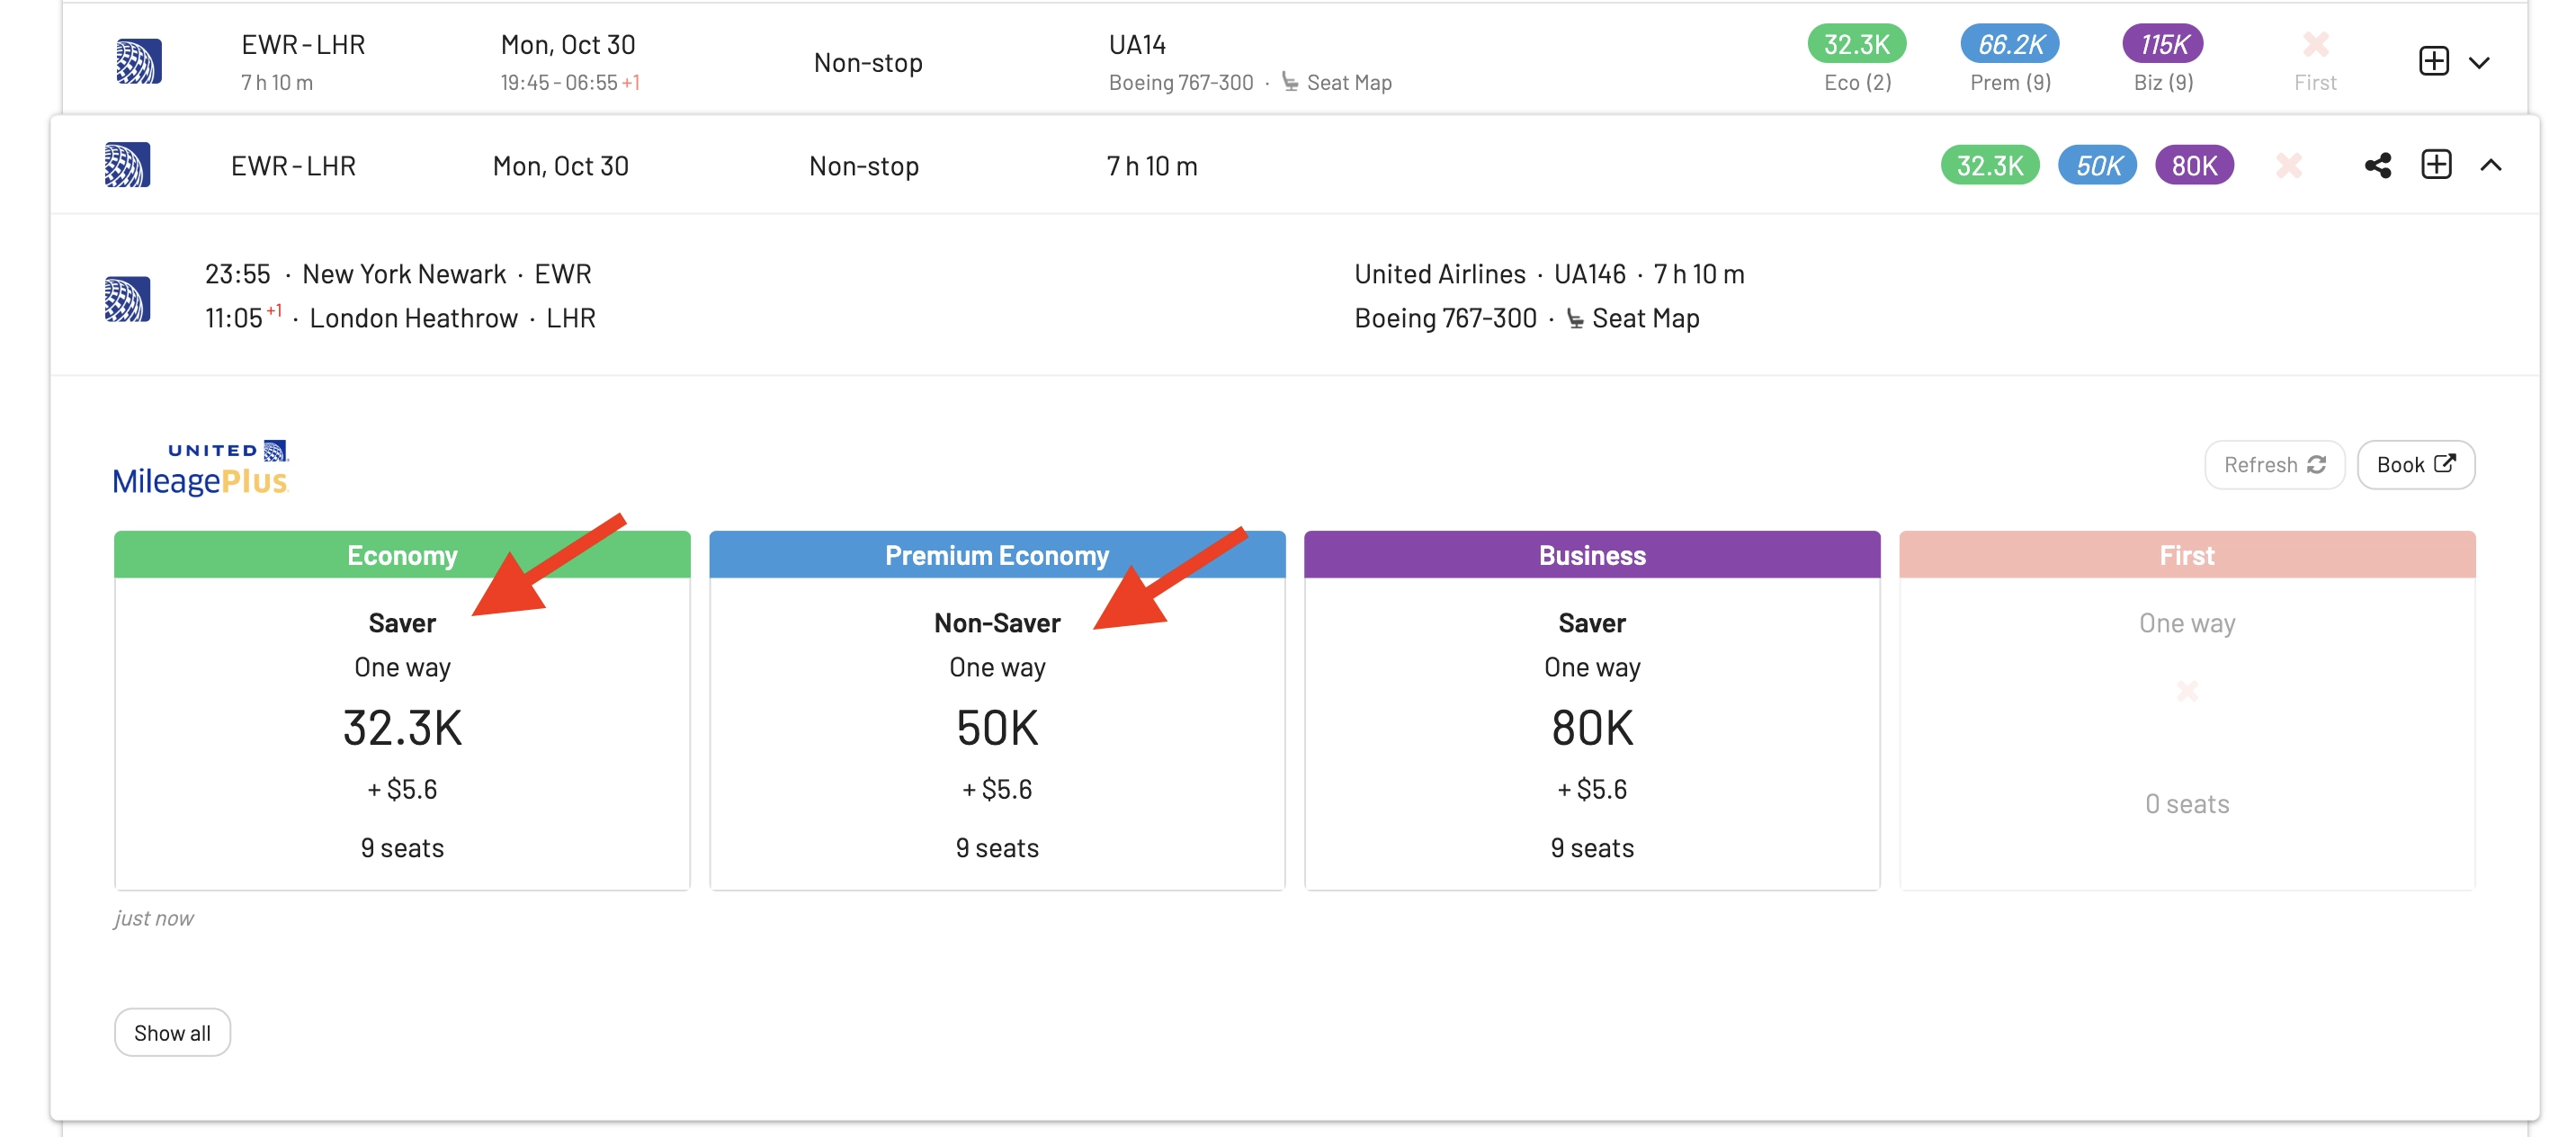 EWR - LHR Mon, Oct 30 Non-stop UA14 32.3K 66.2K 115K
7 h 10 m 19:45 - 06:55 +1 Boeing 767-300 · Seat Map Eco (2) Prem (9) Biz (9) First
EWR - LHR Mon, Oct 30 Non-stop 7 h 10 m 32.3K 50K 80K
23:55 · New York Newark · EWR
11:05 +1 · London Heathrow · LHR
United Airlines · UA146 · 7 h 10 m
Boeing 767-300 · Seat Map
UNITED
MileagePlus
Refresh
Book
Economy
Saver
One way
32.3K
+ $5.6
9 seats
Premium Economy
Non-Saver
One way
50K
+ $5.6
9 seats
Business
Saver
One way
80K
+ $5.6
9 seats
First
One way
0 seats
just now
Show all